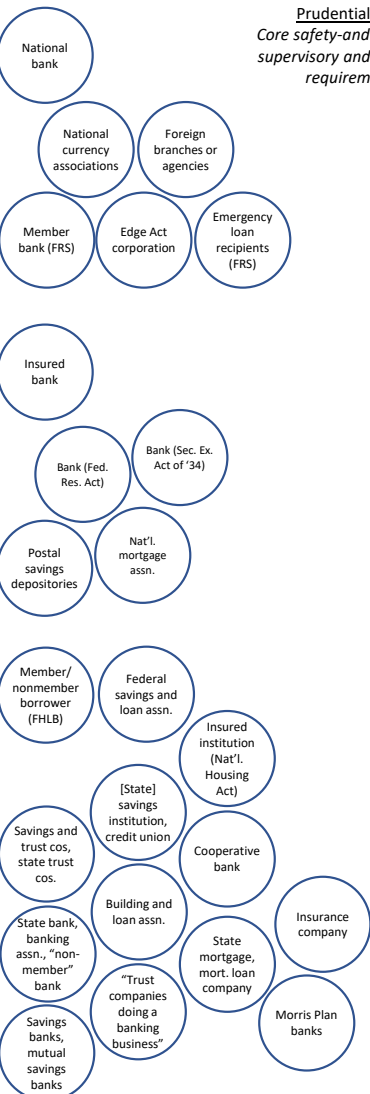 Prudential
Core safety-and
supervisory and
requirem
National
bank
National
currency
associations
Foreign
branches or
agencies
Member
bank (FRS)
Edge Act
corporation
Emergency
loan
recipients
(FRS)
Insured
bank
Bank (Fed.
Res. Act)
Bank (Sec. Ex.
Act of ‘34)
Postal
savings
depositories
Nat’l.
mortgage
assn.
Member/
nonmember
borrower
(FHLB)
Federal
savings and
loan assn.
Insured
institution
(Nat’l.
Housing
Act)
[State]
savings
institution,
credit union
Savings and
trust cos,
state trust
cos.
Cooperative
bank
Building and
loan assn.
Insurance
company
State bank,
banking
assn., “non-
member”
bank
State
mortgage,
mort. loan
company
“Trust
companies
doing a
banking
business”
Morris Plan
banks
Savings
banks,
mutual
savings
banks